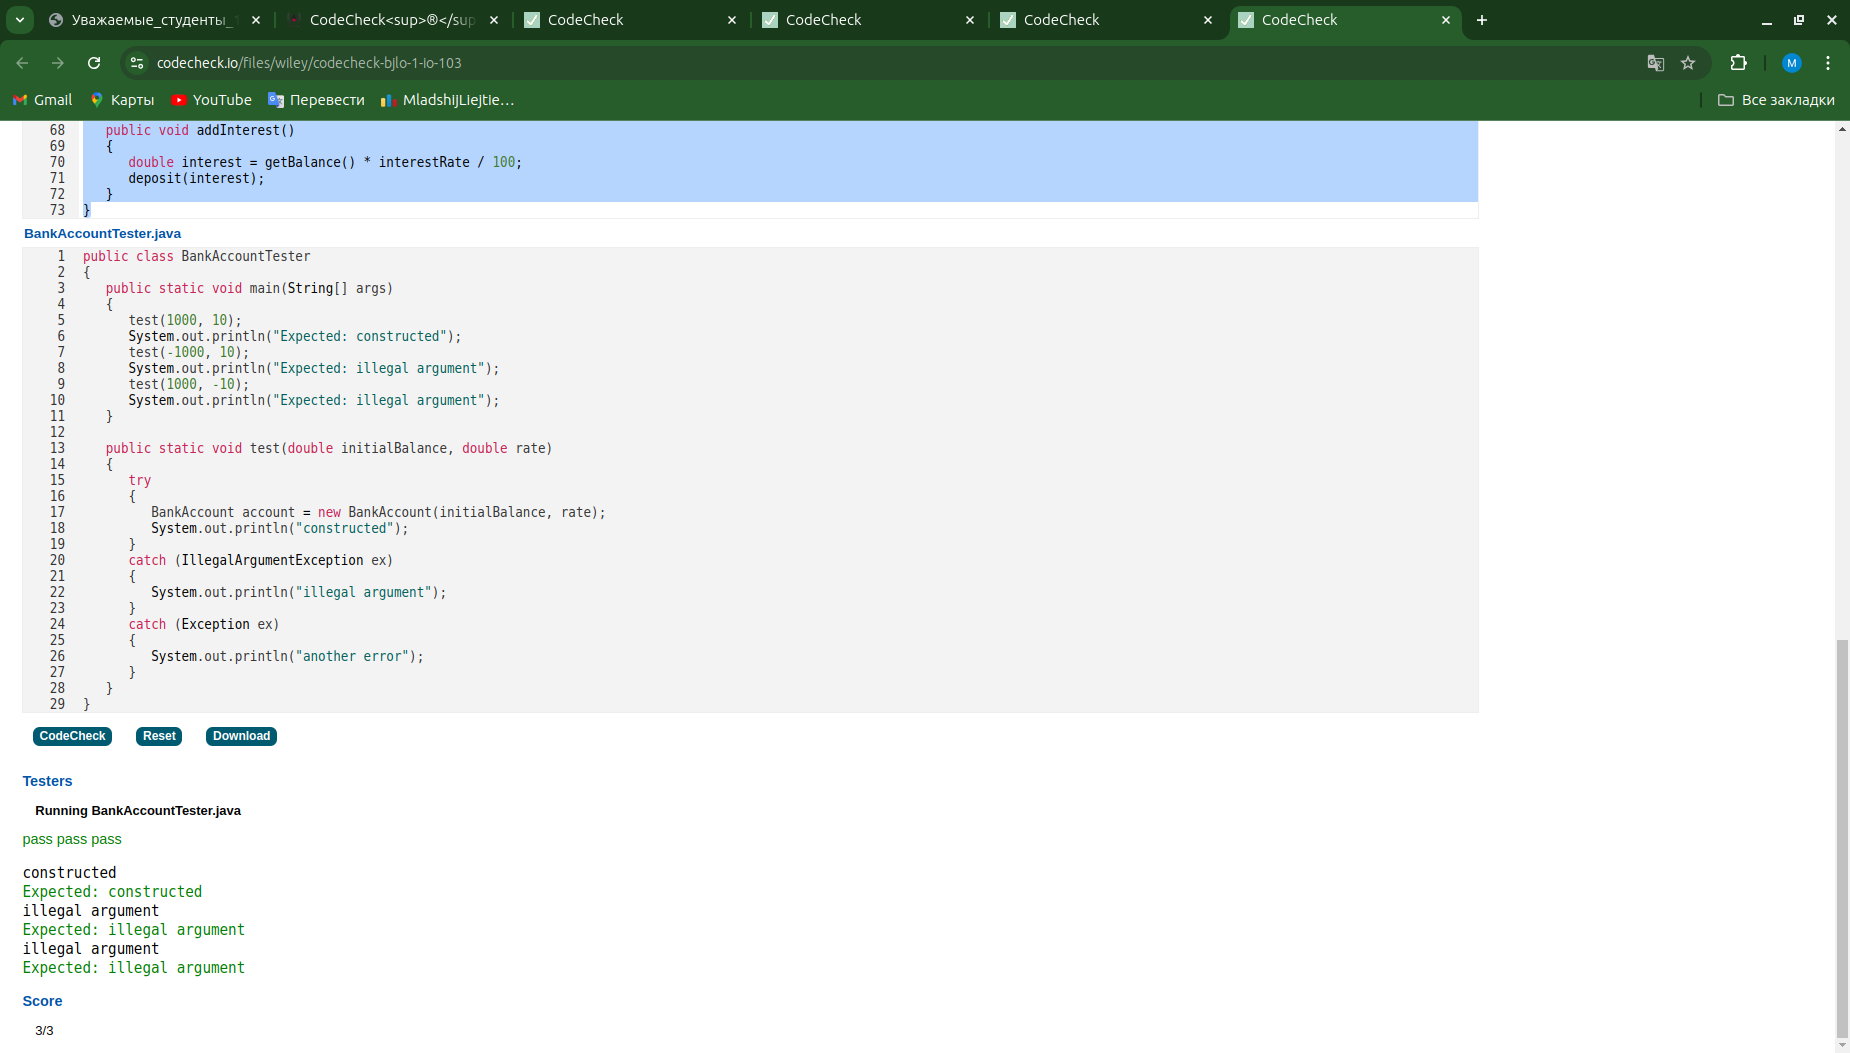 Уважаемые_студенты_
CodeCheck<sup>®</sup
CodeCheck
CodeCheck
CodeCheck
CodeCheck
codecheck.io/files/wiley/codecheck-bjlo-1-io-103
M
Gmail
Карты
YouTube
Перевести
MladshijLiejtie...
Все закладки
68 public void addInterest()
69 {
70 double interest = getBalance() * interestRate / 100;
71 deposit(interest);
72 }
73 }
BankAccountTester.java
1 public class BankAccountTester
2 {
3 public static void main(String[] args)
4 {
5 test(1000, 10);
6 System.out.println("Expected: constructed");
7 test(-1000, 10);
8 System.out.println("Expected: illegal argument");
9 test(1000, -10);
10 System.out.println("Expected: illegal argument");
11 }
12
13 public static void test(double initialBalance, double rate)
14 {
15 try
16 {
17 BankAccount account = new BankAccount(initialBalance, rate);
18 System.out.println("constructed");
19 }
20 catch (IllegalArgumentException ex)
21 {
22 System.out.println("illegal argument");
23 }
24 catch (Exception ex)
25 {
26 System.out.println("another error");
27 }
28 }
29 }
CodeCheck Reset Download
Testers
Running BankAccountTester.java
pass pass pass
constructed
Expected: constructed
illegal argument
Expected: illegal argument
illegal argument
Expected: illegal argument
Score
3/3